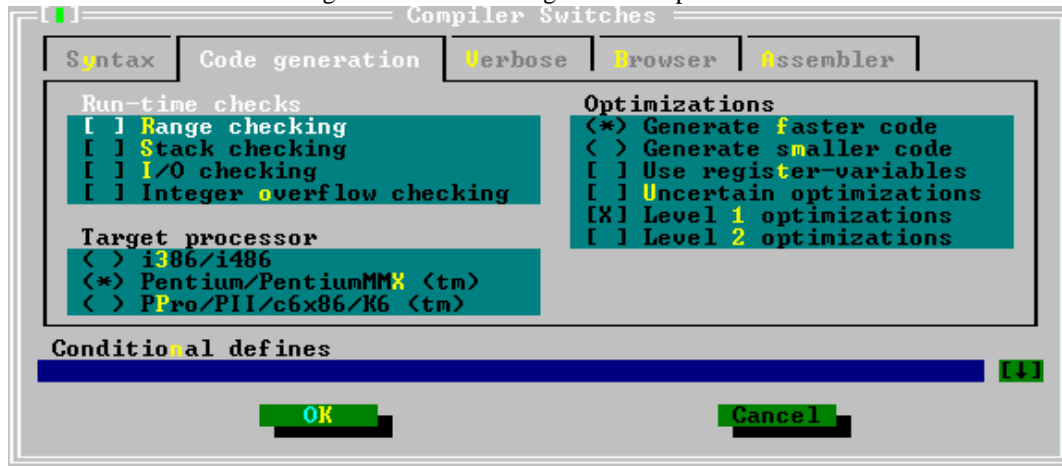 Compiler Switches
Syntax Code generation Verbose Browser Assembler
Run-time checks
[ ] Range checking
[ ] Stack checking
[ ] I/O checking
[ ] Integer overflow checking
Target processor
( ) i386/i486
(*) Pentium/PentiumMMX (tm)
( ) PPro/PII/c6x86/K6 (tm)
Optimizations
(*) Generate faster code
( ) Generate smaller code
[ ] Use register-variables
[ ] Uncertain optimizations
[X] Level 1 optimizations
[ ] Level 2 optimizations
Conditional defines
[↓]
OK Cancel